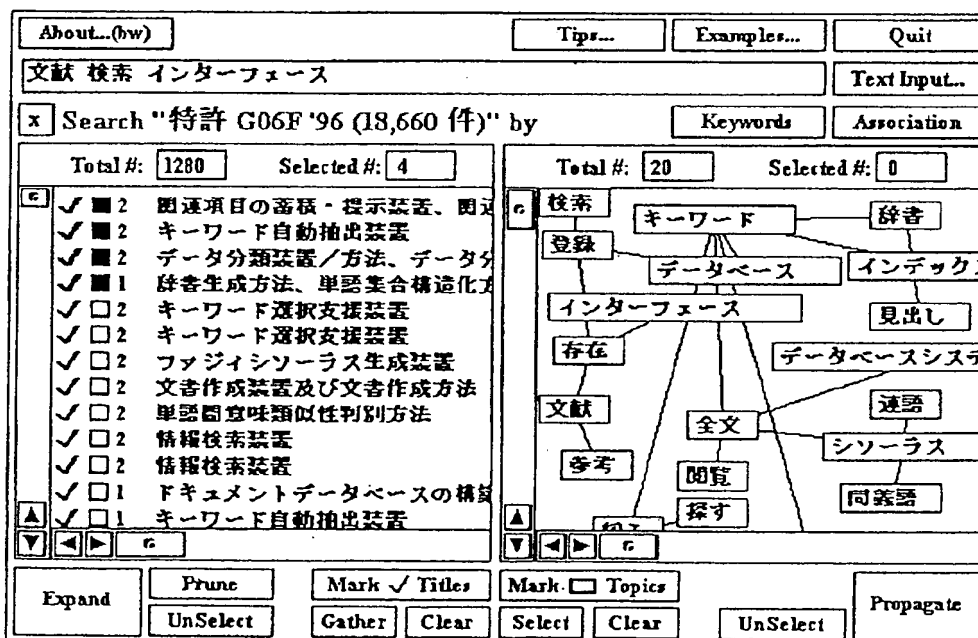 About...(bw)
Tips...
Examples...
Quit
文献 検索 インターフェース
Text Input...
x Search "特許 G06F '96 (18,660 件)" by
Keywords
Association
Total #: 1280 Selected #: 4
2 関連項目の蓄積・提示装置、関連
2 キーワード自動抽出装置
2 データ分類装置/方法、データ分
1 辞書生成方法、単語集合構造化方
2 キーワード選択支援装置
2 キーワード選択支援装置
2 ファジィシソーラス生成装置
2 文書作成装置及び文書作成方法
2 単語間意味類似性判別方法
2 情報検索装置
2 情報検索装置
1 ドキュメントデータベースの構築
1 キーワード自動抽出装置
Total #: 20 Selected #: 0
検索
キーワード
辞書
登録
データベース
インデックス
インターフェース
見出し
存在
データベースシステ
文献
全文
連語
シソーラス
参考
閲覧
同義語
探す
Expand
Prune
UnSelect
Mark ✓ Titles
Gather
Clear
Mark □ Topics
Select
Clear
UnSelect
Propagate